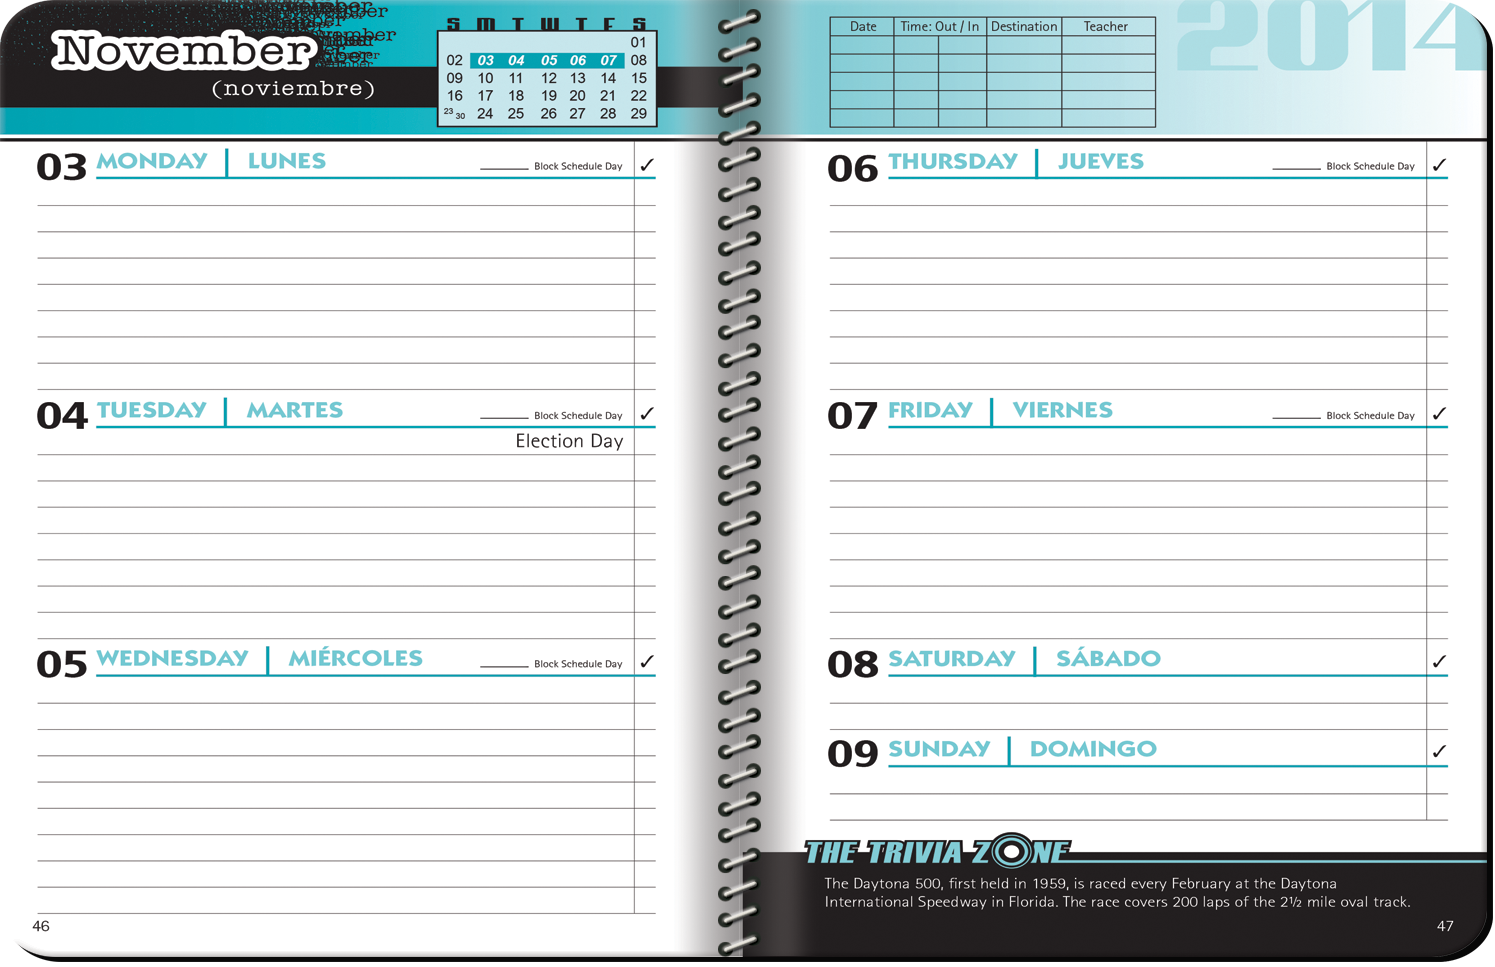 November
(noviembre)
S M T W T F S
01
02 03 04 05 06 07 08
09 10 11 12 13 14 15
16 17 18 19 20 21 22
23 30 24 25 26 27 28 29
03 MONDAY | LUNES ______ Block Schedule Day ✓
04 TUESDAY | MARTES ______ Block Schedule Day ✓
Election Day
05 WEDNESDAY | MIÉRCOLES ______ Block Schedule Day ✓
46
Date Time: Out / In Destination Teacher
2014
06 THURSDAY | JUEVES ______ Block Schedule Day ✓
07 FRIDAY | VIERNES ______ Block Schedule Day ✓
08 SATURDAY | SÁBADO ✓
09 SUNDAY | DOMINGO ✓
THE TRIVIA ZONE
The Daytona 500, first held in 1959, is raced every February at the Daytona
International Speedway in Florida. The race covers 200 laps of the 2½ mile oval track.
47